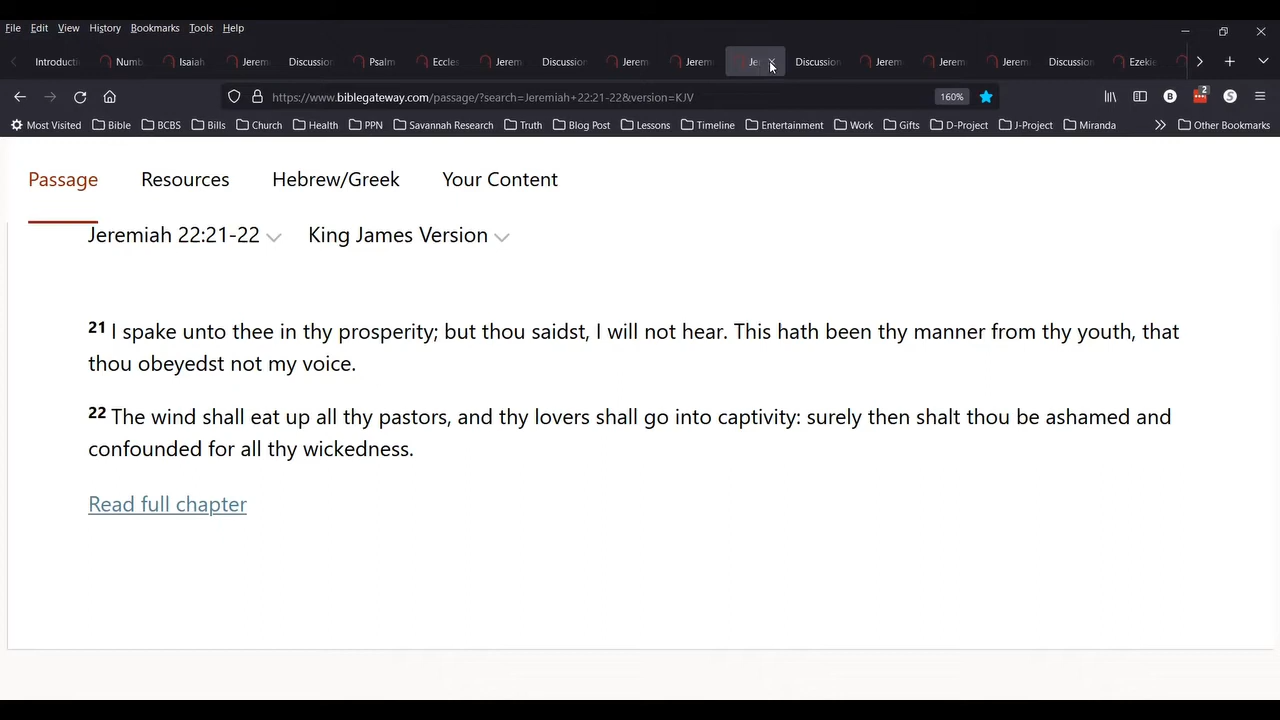 File Edit View History Bookmarks Tools Help
Introducti Numb Isaiah Jerem Discussion Psalm Eccles Jerem Discussion Jerem Jerem Je Discussion Jerem Jerem Jerem Discussion Ezekie
https://www.biblegateway.com/passage/?search=Jeremiah+22:21-22&version=KJV 160% B 2 S
Most Visited Bible BCBS Bills Church Health PPN Savannah Research Truth Blog Post Lessons Timeline Entertainment Work Gifts D-Project J-Project Miranda Other Bookmarks
Passage Resources Hebrew/Greek Your Content
Jeremiah 22:21-22 King James Version
21 I spake unto thee in thy prosperity; but thou saidst, I will not hear. This hath been thy manner from thy youth, that
thou obeyedst not my voice.
22 The wind shall eat up all thy pastors, and thy lovers shall go into captivity: surely then shalt thou be ashamed and
confounded for all thy wickedness.
Read full chapter